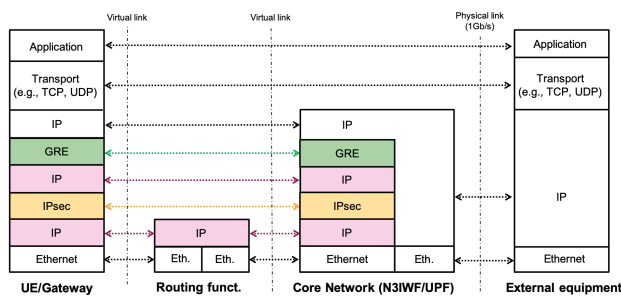 Virtual link
Virtual link
Physical link
(1Gb/s)
Application
Application
Transport
(e.g., TCP, UDP)
Transport
(e.g., TCP, UDP)
IP
IP
GRE
GRE
IP
IP
IP
IPsec
IPsec
IP
IP
IP
Ethernet
Eth.
Eth.
Ethernet
Eth.
Ethernet
UE/Gateway
Routing funct.
Core Network (N3IWF/UPF)
External equipment